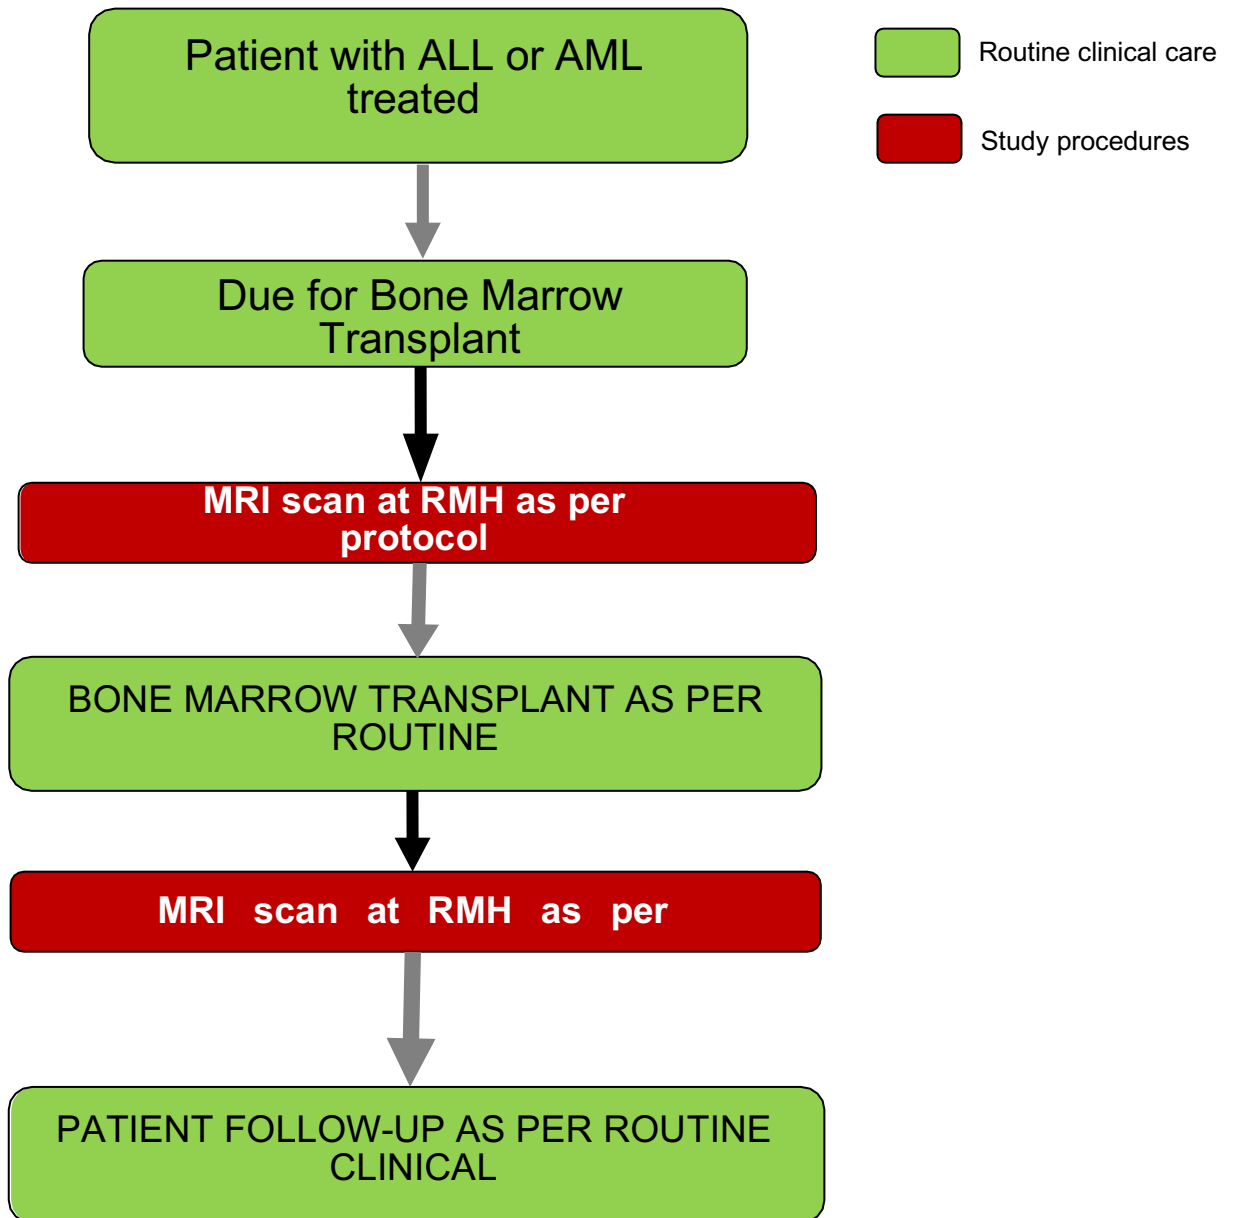 Patient with ALL or AML
treated
Routine clinical care
Study procedures
Due for Bone Marrow
Transplant
MRI scan at RMH as per
protocol
BONE MARROW TRANSPLANT AS PER
ROUTINE
MRI scan at RMH as per
PATIENT FOLLOW-UP AS PER ROUTINE
CLINICAL